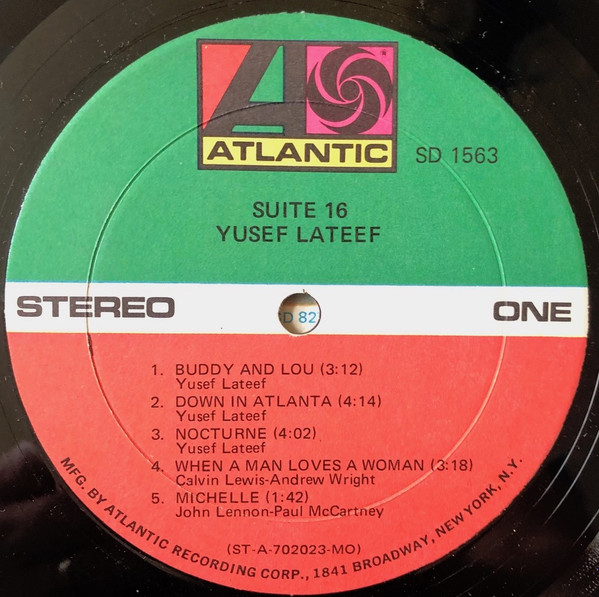 ATLANTIC
SD 1563
SUITE 16
YUSEF LATEEF
STEREO
ONE
D 82
1. BUDDY AND LOU (3:12)
Yusef Lateef
2. DOWN IN ATLANTA (4:14)
Yusef Lateef
3. NOCTURNE (4:02)
Yusef Lateef
4. WHEN A MAN LOVES A WOMAN (3:18)
Calvin Lewis-Andrew Wright
5. MICHELLE (1:42)
John Lennon-Paul McCartney
(ST-A-702023-MO)
MFG. BY ATLANTIC RECORDING CORP., 1841 BROADWAY, NEW YORK, N.Y.